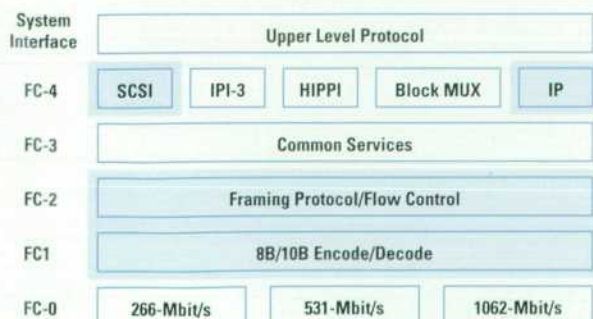 System
Interface
Upper Level Protocol
FC-4
SCSI
IPI-3
HIPPI
Block MUX
IP
FC-3
Common Services
FC-2
Framing Protocol/Flow Control
FC1
8B/10B Encode/Decode
FC-0
266-Mbit/s
531-Mbit/s
1062-Mbit/s